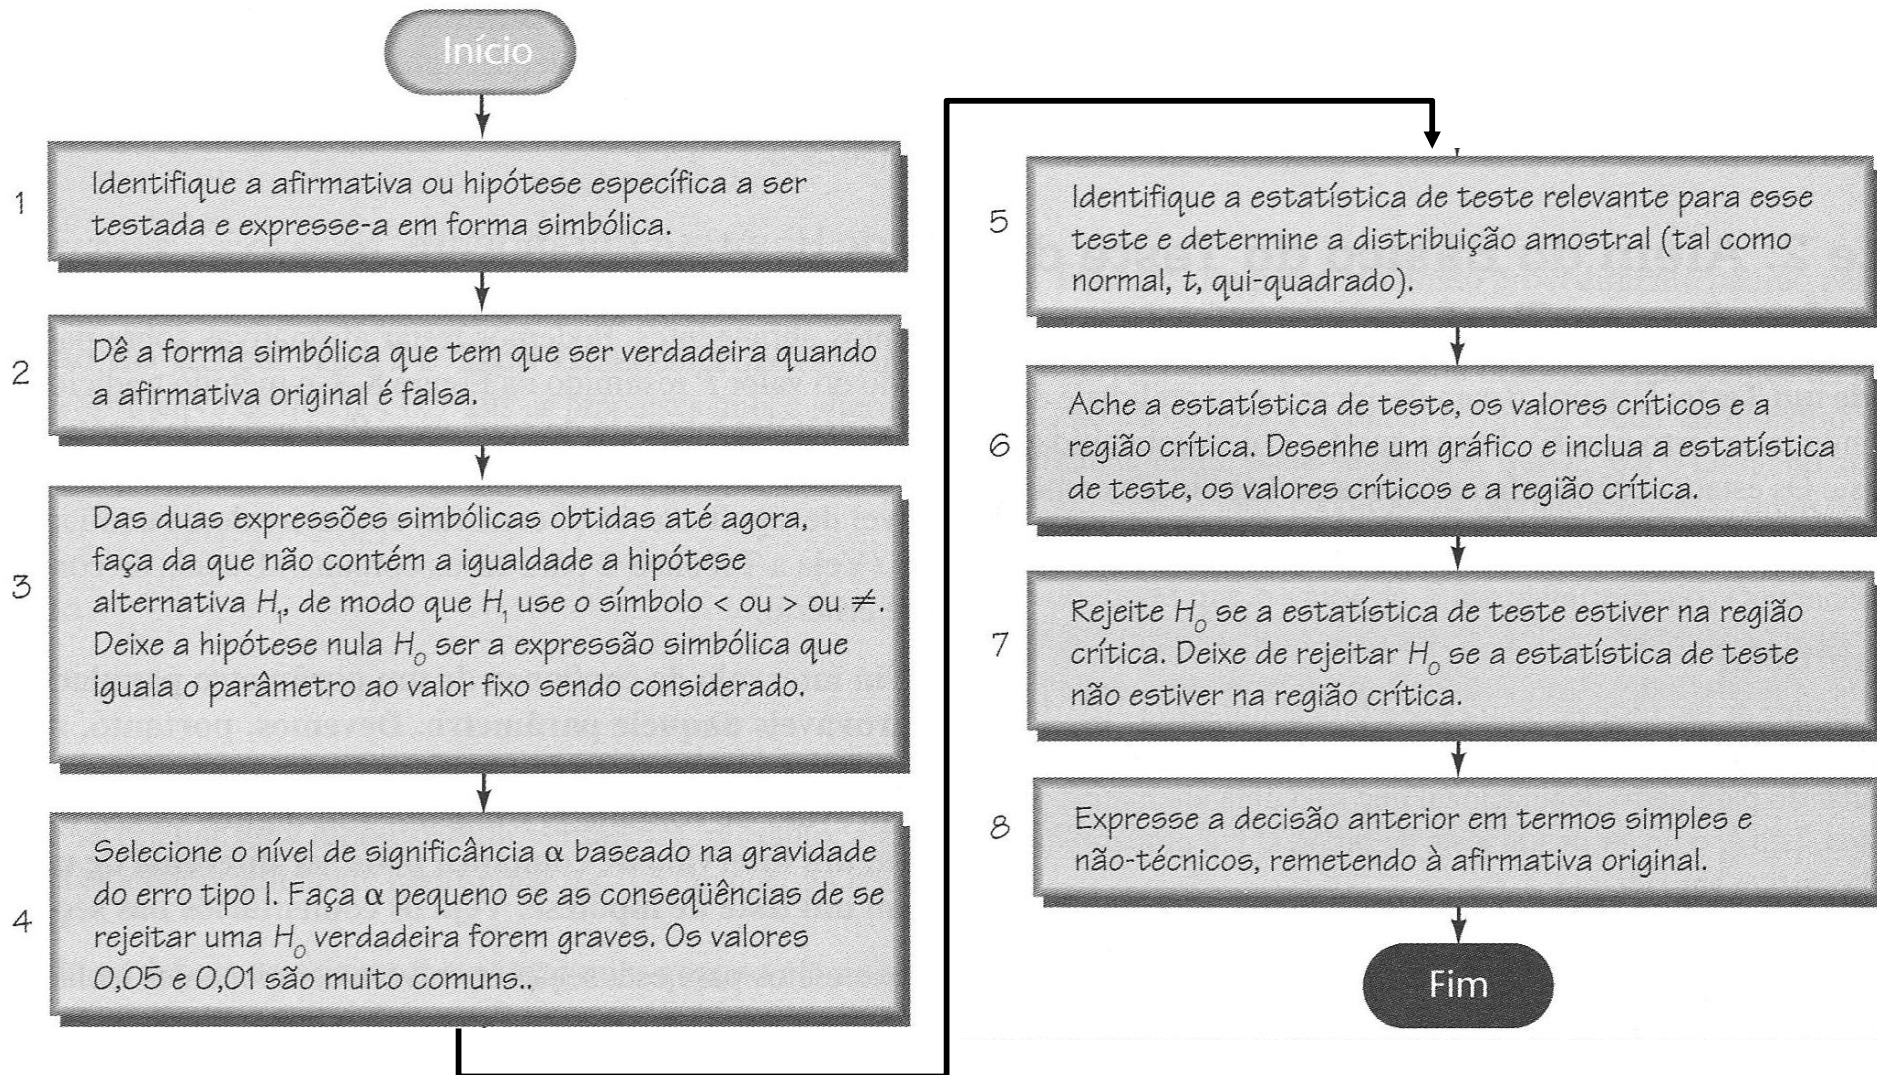 Início
1
Identifique a afirmativa ou hipótese específica a ser
testada e expresse-a em forma simbólica.
2
Dê a forma simbólica que tem que ser verdadeira quando
a afirmativa original é falsa.
3
Das duas expressões simbólicas obtidas até agora,
faça da que não contém a igualdade a hipótese
alternativa H₁, de modo que H₁ use o símbolo < ou > ou ≠.
Deixe a hipótese nula H₀ ser a expressão simbólica que
iguala o parâmetro ao valor fixo sendo considerado.
4
Selecione o nível de significância α baseado na gravidade
do erro tipo I. Faça α pequeno se as conseqüências de se
rejeitar uma H₀ verdadeira forem graves. Os valores
0,05 e 0,01 são muito comuns..
5
Identifique a estatística de teste relevante para esse
teste e determine a distribuição amostral (tal como
normal, t, qui-quadrado).
6
Ache a estatística de teste, os valores críticos e a
região crítica. Desenhe um gráfico e inclua a estatística
de teste, os valores críticos e a região crítica.
7
Rejeite H₀ se a estatística de teste estiver na região
crítica. Deixe de rejeitar H₀ se a estatística de teste
não estiver na região crítica.
8
Expresse a decisão anterior em termos simples e
não-técnicos, remetendo à afirmativa original.
Fim